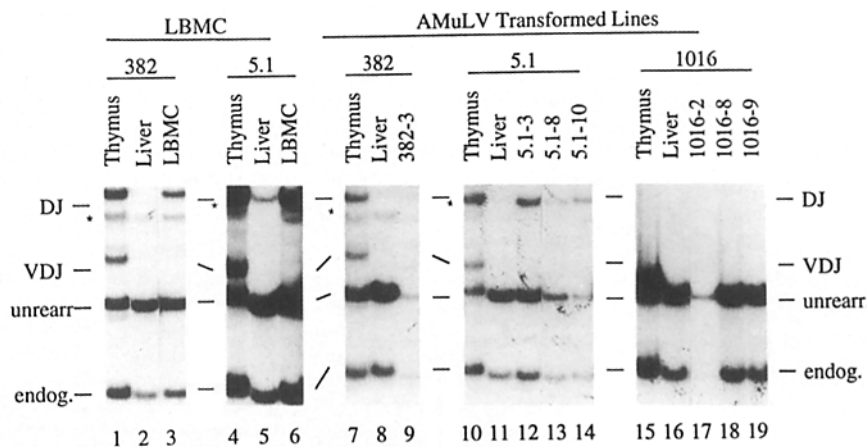 LBMC AMuLV Transformed Lines
382 5.1 382 5.1 1016
Thymus Liver LBMC Thymus Liver LBMC Thymus Liver 382-3 Thymus Liver 5.1-3 5.1-8 5.1-10 Thymus Liver 1016-2 1016-8 1016-9
DJ DJ
* * * *
VDJ VDJ
unrearr unrearr
endog. endog.
1 2 3 4 5 6 7 8 9 10 11 12 13 14 15 16 17 18 19